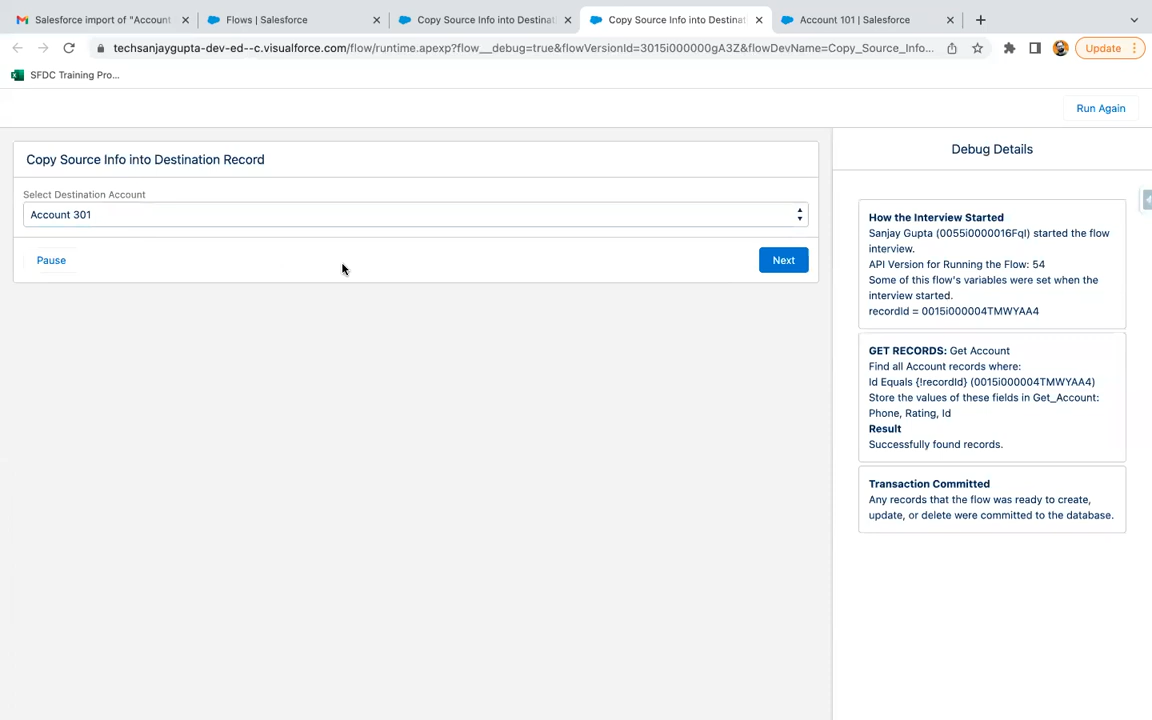 Salesforce import of "Account
Flows | Salesforce
Copy Source Info into Destinat
Copy Source Info into Destinat
Account 101 | Salesforce
techsanjaygupta-dev-ed--c.visualforce.com/flow/runtime.apexp?flow__debug=true&flowVersionId=3015i000000gA3Z&flowDevName=Copy_Source_Info...
Update
SFDC Training Pro...
Run Again
Copy Source Info into Destination Record
Select Destination Account
Account 301
Pause
Next
Debug Details
How the Interview Started
Sanjay Gupta (0055i0000016FqI) started the flow
interview.
API Version for Running the Flow: 54
Some of this flow's variables were set when the
interview started.
recordId = 0015i000004TMWYAA4
GET RECORDS: Get Account
Find all Account records where:
Id Equals {!recordId} (0015i000004TMWYAA4)
Store the values of these fields in Get_Account:
Phone, Rating, Id
Result
Successfully found records.
Transaction Committed
Any records that the flow was ready to create,
update, or delete were committed to the database.